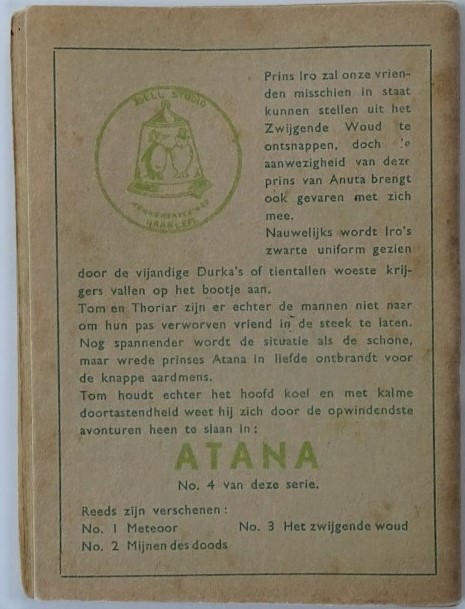 BELL STUDIO
HAARLEM
Prins Iro zal onze vrien-
den misschien in staat
kunnen stellen uit het
Zwijgende Woud te
ontsnappen, doch
aanwezigheid van deze
prins van Anuta brengt
ook gevaren met zich
mee.
Nauwelijks wordt Iro's
zwarte uniform gezien
door de vijandige Durka's of tientallen woeste krij-
gers vallen op het bootje aan.
Tom en Thoriar zijn er echter de mannen niet naar
om hun pas verworven vriend in de steek te laten.
Nog spannender wordt de situatie als de schone,
maar wrede prinses Atana in liefde ontbrandt voor
de knappe aardmens.
Tom houdt echter het hoofd koel en met kalme
doortastendheid weet hij zich door de opwindendste
avonturen heen te slaan in :
ATANA
No. 4 van deze serie.
Reeds zijn verschenen :
No. 1 Meteoor No. 3 Het zwijgende woud
No. 2 Mijnen des doods